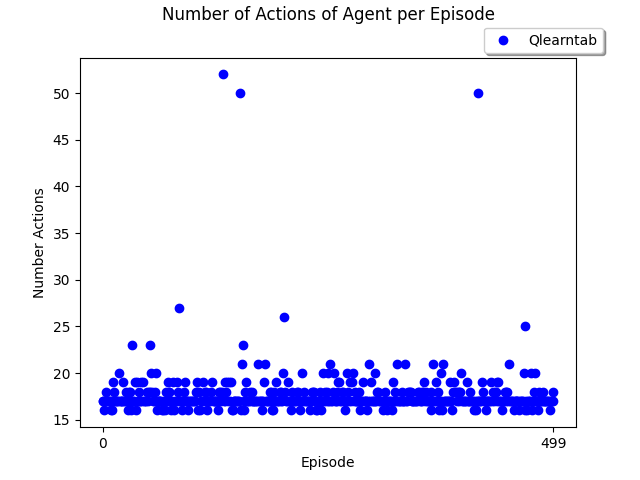 Number of Actions of Agent per Episode
Qlearntab
50
45
40
35
30
25
20
15
Number Actions
0 499
Episode